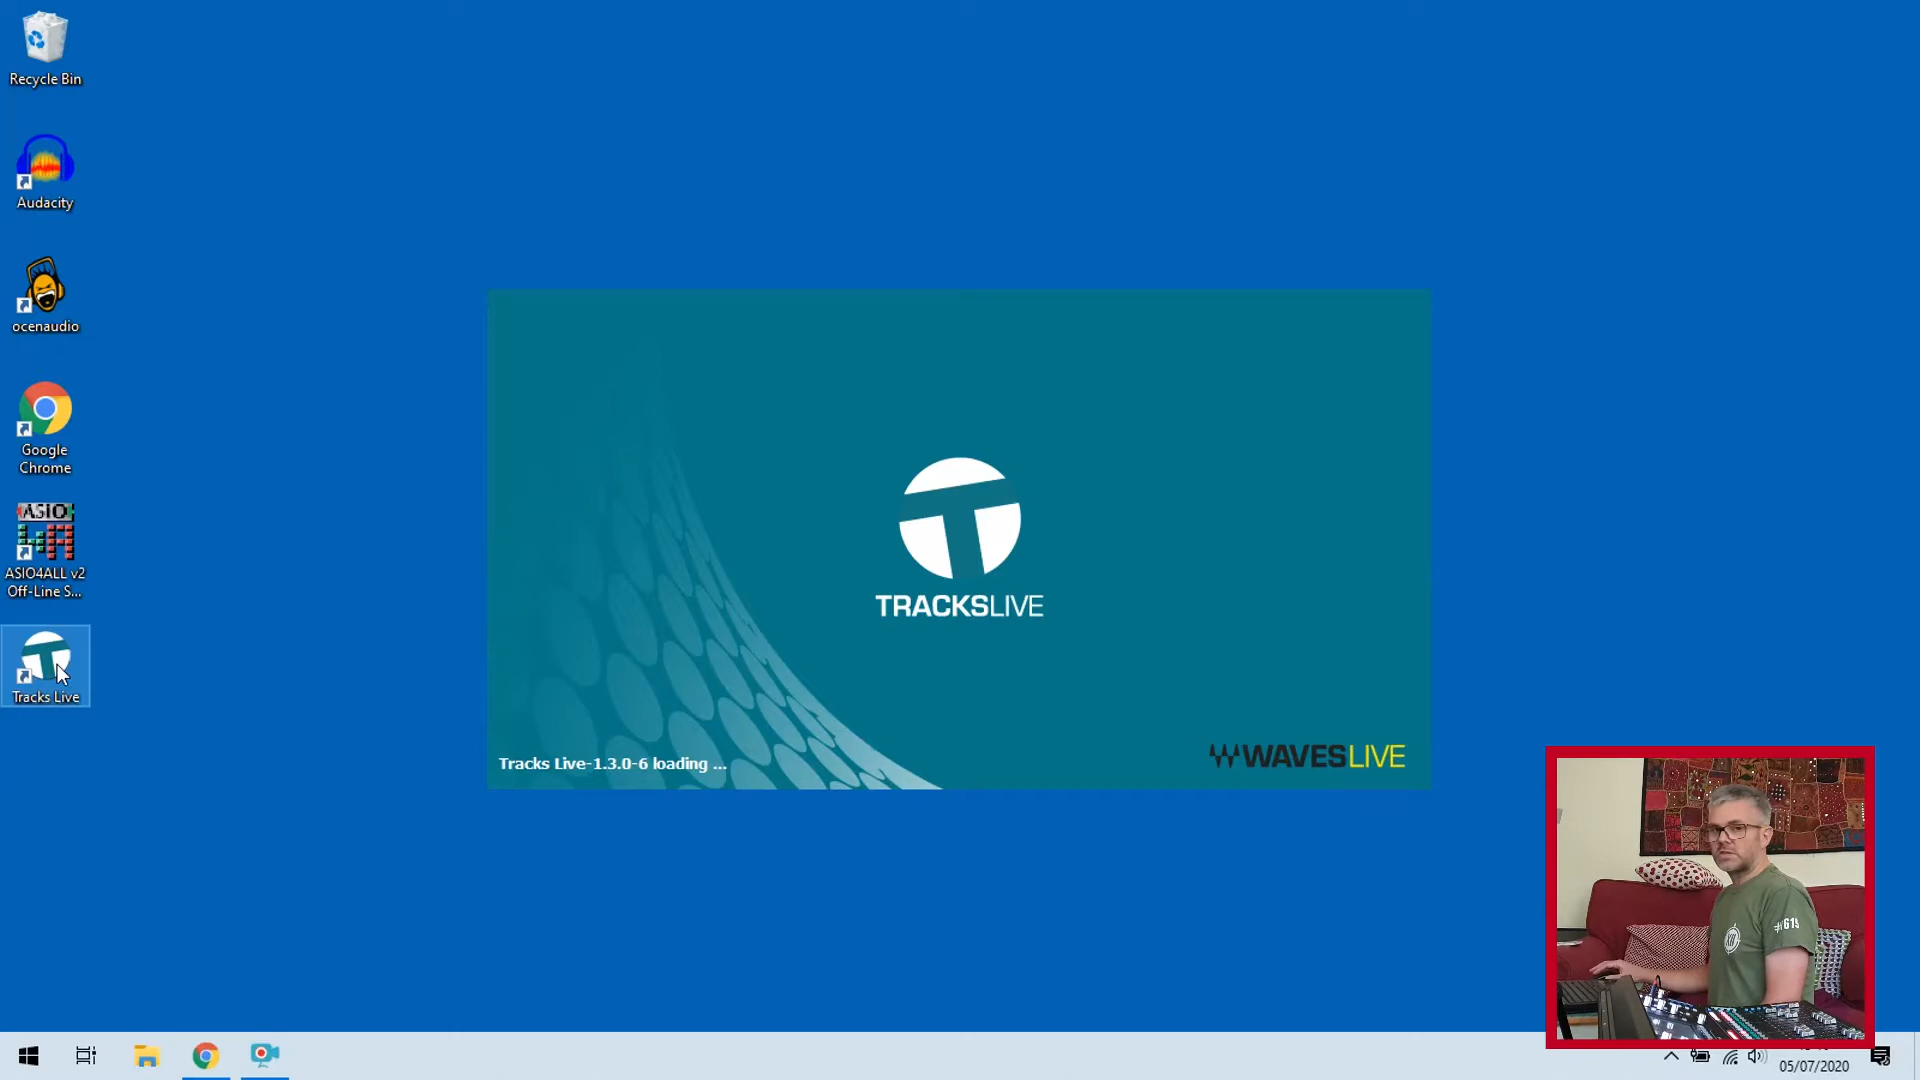 Recycle Bin
Audacity
ocenaudio
Google
Chrome
ASIO
ASIO4ALL v2
Off-Line S...
Tracks Live
TRACKSLIVE
Tracks Live-1.3.0-6 loading ...
WAVESLIVE
05/07/2020